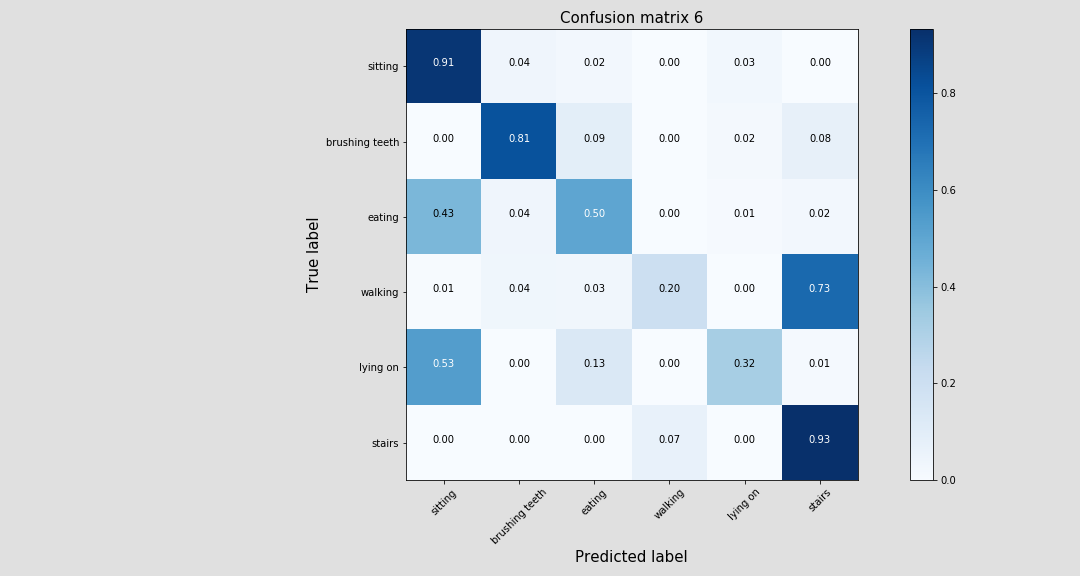 Confusion matrix 6
sitting 0.91 0.04 0.02 0.00 0.03 0.00
brushing teeth 0.00 0.81 0.09 0.00 0.02 0.08
eating 0.43 0.04 0.50 0.00 0.01 0.02
walking 0.01 0.04 0.03 0.20 0.00 0.73
lying on 0.53 0.00 0.13 0.00 0.32 0.01
stairs 0.00 0.00 0.00 0.07 0.00 0.93
sitting brushing teeth eating walking lying on stairs
True label
Predicted label
0.8
0.6
0.4
0.2
0.0